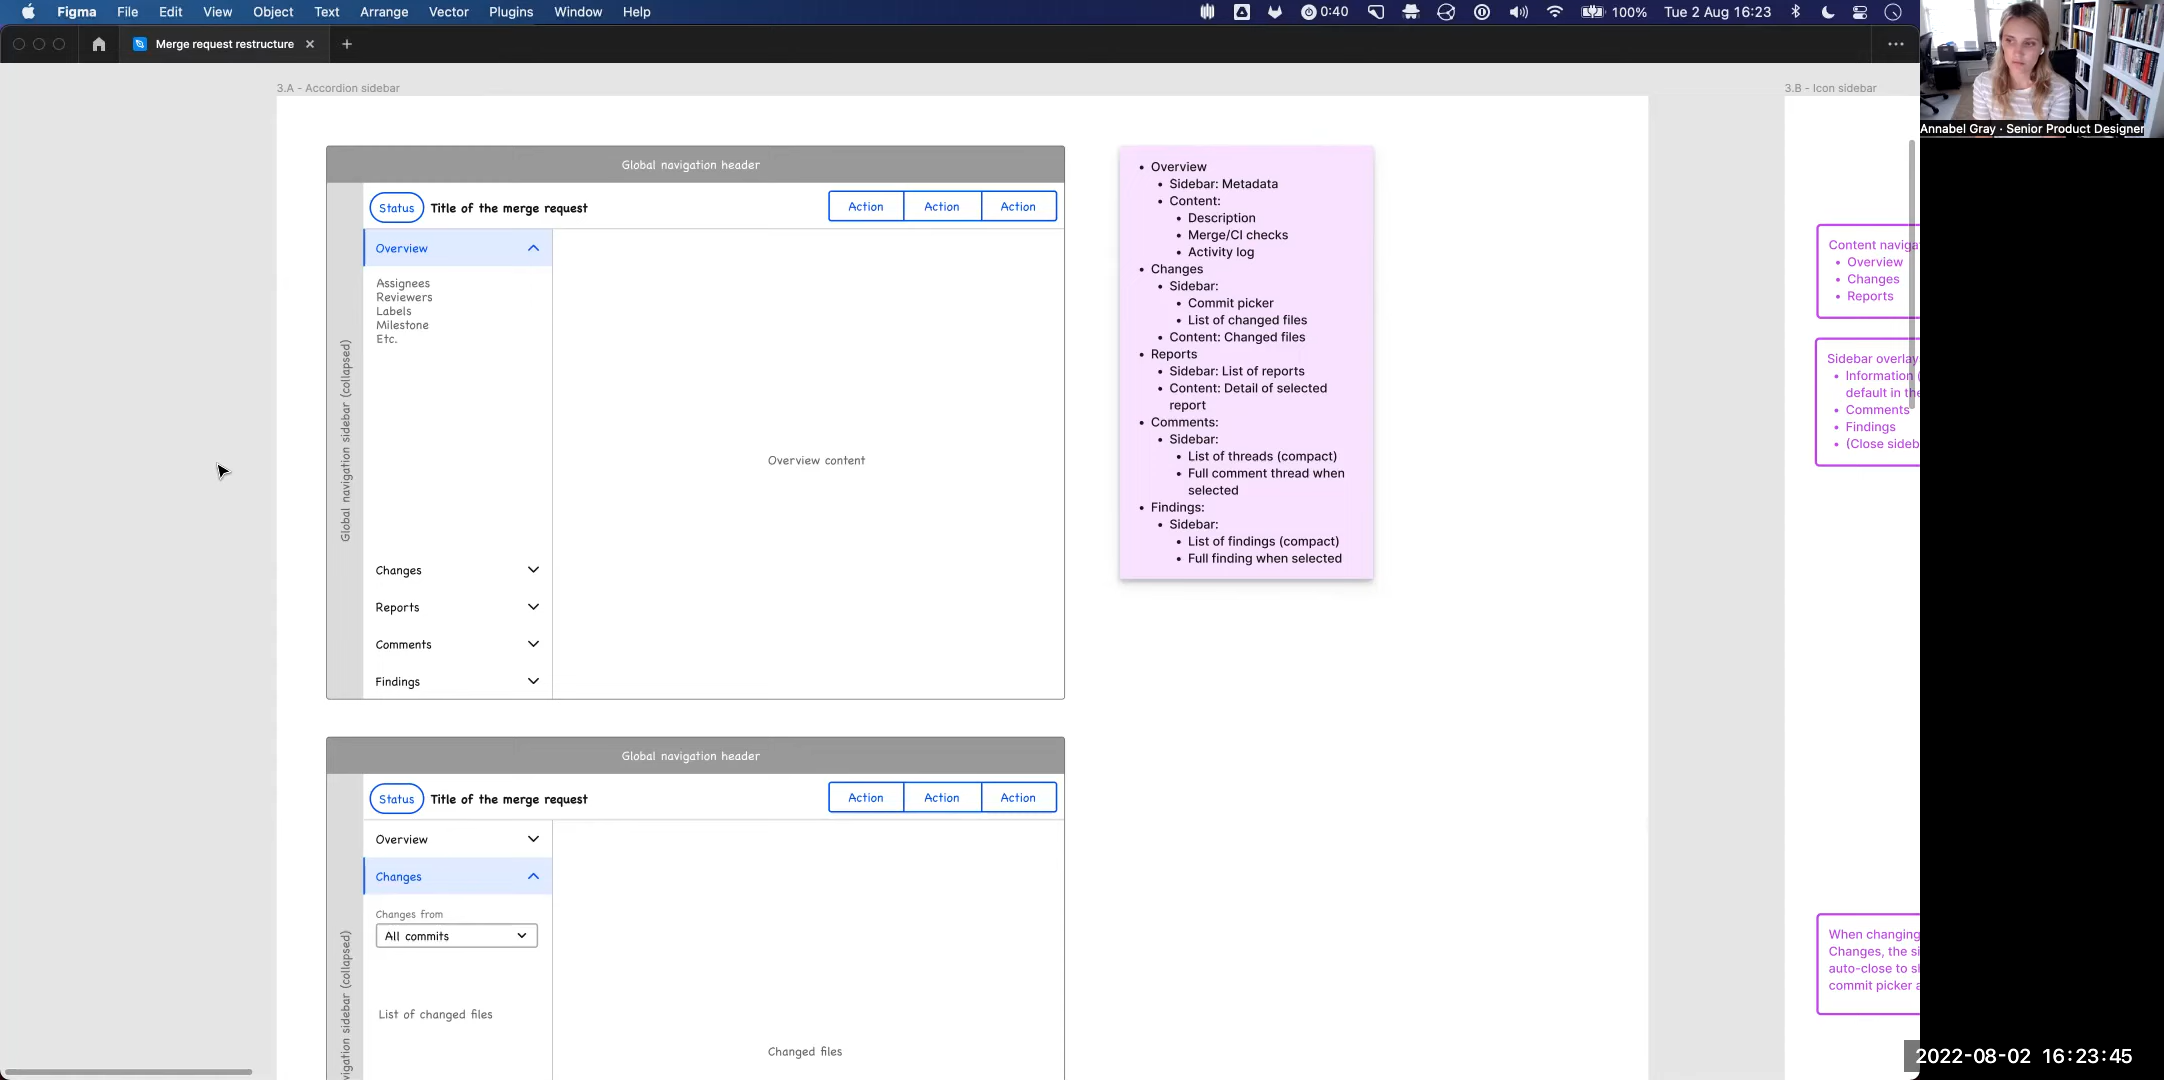 Figma File Edit View Object Text Arrange Vector Plugins Window Help
0:40 100% Tue 2 Aug 16:23
Merge request restructure
3.A - Accordion sidebar
Global navigation header
Status Title of the merge request
Action Action Action
Overview
Assignees
Reviewers
Labels
Milestone
Etc.
Global navigation sidebar (collapsed)
Overview content
Changes
Reports
Comments
Findings
• Overview
• Sidebar: Metadata
• Content:
• Description
• Merge/CI checks
• Activity log
• Changes
• Sidebar:
• Commit picker
• List of changed files
• Content: Changed files
• Reports
• Sidebar: List of reports
• Content: Detail of selected
report
• Comments:
• Sidebar:
• List of threads (compact)
• Full comment thread when
selected
• Findings:
• Sidebar:
• List of findings (compact)
• Full finding when selected
Global navigation header
Status Title of the merge request
Action Action Action
Overview
Changes
Changes from
All commits
List of changed files
vigation sidebar (collapsed)
Changed files
3.B - Icon sidebar
Content naviga
• Overview
• Changes
• Reports
Sidebar overlay
• Information (
default in the
• Comments
• Findings
• (Close sideb
When changing
Changes, the si
auto-close to s
commit picker a
Annabel Gray · Senior Product Designer
2022-08-02 16:23:45